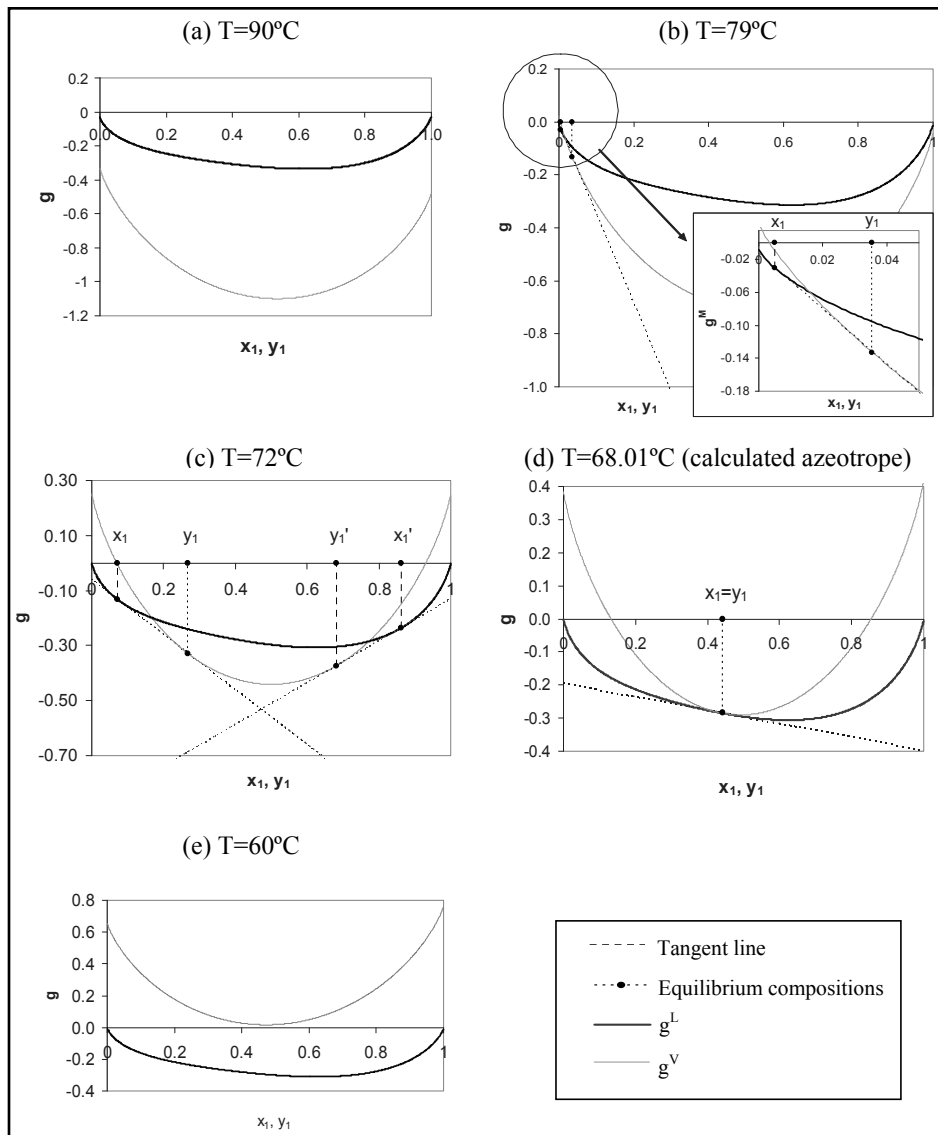 (a) T=90ºC
0.2
0
-0.2
-0.4
-0.6
-0.8
-1
-1.2
0.0 0.2 0.4 0.6 0.8 1.0
g
x1, y1
(b) T=79ºC
0.2
0
-0.2
-0.4
-0.6
-0.8
-1.0
0 0.2 0.4 0.6 0.8 1
g
x1, y1
x1 y1
0 0.02 0.04
-0.02
-0.06
-0.10
-0.14
-0.18
g^M
x1, y1
(c) T=72ºC
0.30
0.10
-0.10
-0.30
-0.50
-0.70
x1 y1 y1' x1'
0 0.2 0.4 0.6 0.8 1
g
x1, y1
(d) T=68.01ºC (calculated azeotrope)
0.4
0.3
0.2
0.1
0.0
-0.1
-0.2
-0.3
-0.4
x1=y1
0 0.2 0.4 0.6 0.8 1
g
x1, y1
(e) T=60ºC
0.8
0.6
0.4
0.2
0.0
-0.2
-0.4
0 0.2 0.4 0.6 0.8 1
g
x1, y1
Tangent line
Equilibrium compositions
g^L
g^V